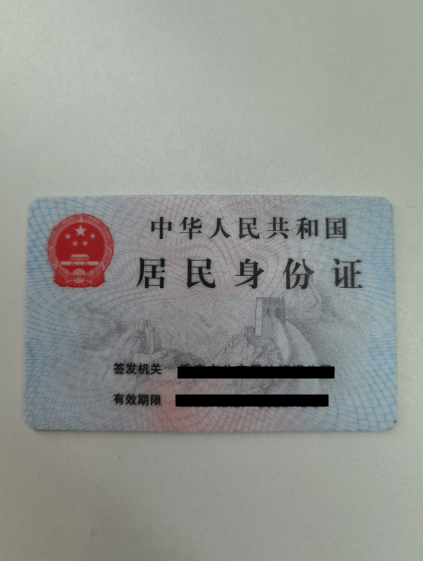 中华人民共和国
居民身份证
签发机关
有效期限